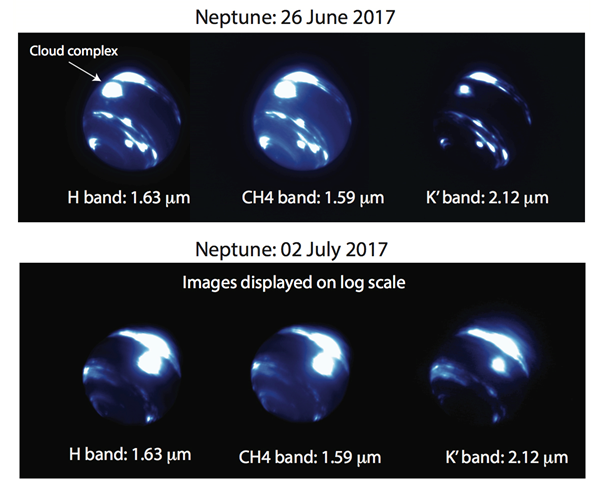 Neptune: 26 June 2017
Cloud complex
H band: 1.63 μm
CH4 band: 1.59 μm
K’ band: 2.12 μm
Neptune: 02 July 2017
Images displayed on log scale
H band: 1.63 μm
CH4 band: 1.59 μm
K’ band: 2.12 μm